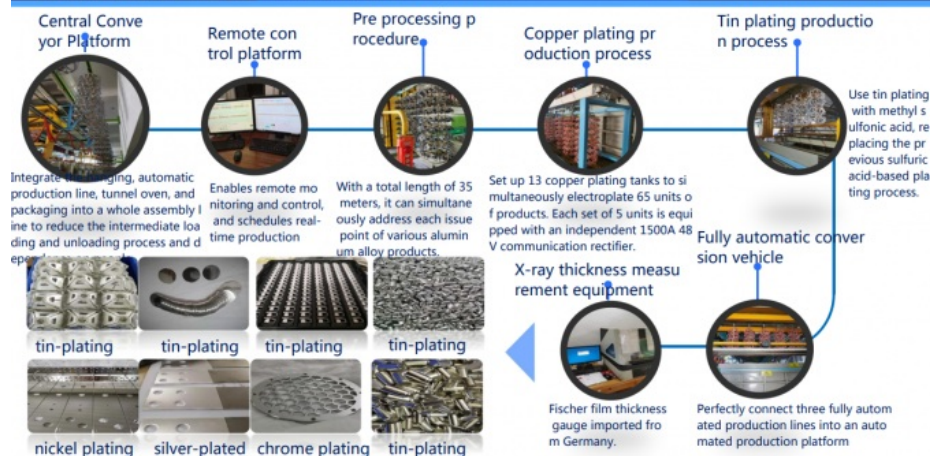 Central Conve
yor Platform
Remote con
trol platform
Pre processing p
rocedure
Copper plating pr
oduction process
Tin plating productio
n process
Integrate the hanging, automatic
production line, tunnel oven, and
packaging into a whole assembly l
ine to reduce the intermediate loa
ding and unloading process and d
Enables remote mo
nitoring and control,
and schedules real-
time production
With a total length of 35
meters, it can simultane
ously address each issue
point of various alumin
um alloy products.
Set up 13 copper plating tanks to si
multaneously electroplate 65 units o
f products. Each set of 5 units is equi
pped with an independent 1500A 48
V communication rectifier.
Use tin plating
with methyl s
ulfonic acid, re
placing the pr
evious sulfuric
acid-based pla
ting process.
X-ray thickness measu
rement equipment
Fully automatic conver
sion vehicle
Fischer film thickness
gauge imported fro
m Germany.
Perfectly connect three fully autom
ated production lines into an auto
mated production platform
tin-plating
tin-plating
tin-plating
tin-plating
nickel plating
silver-plated
chrome plating
tin-plating